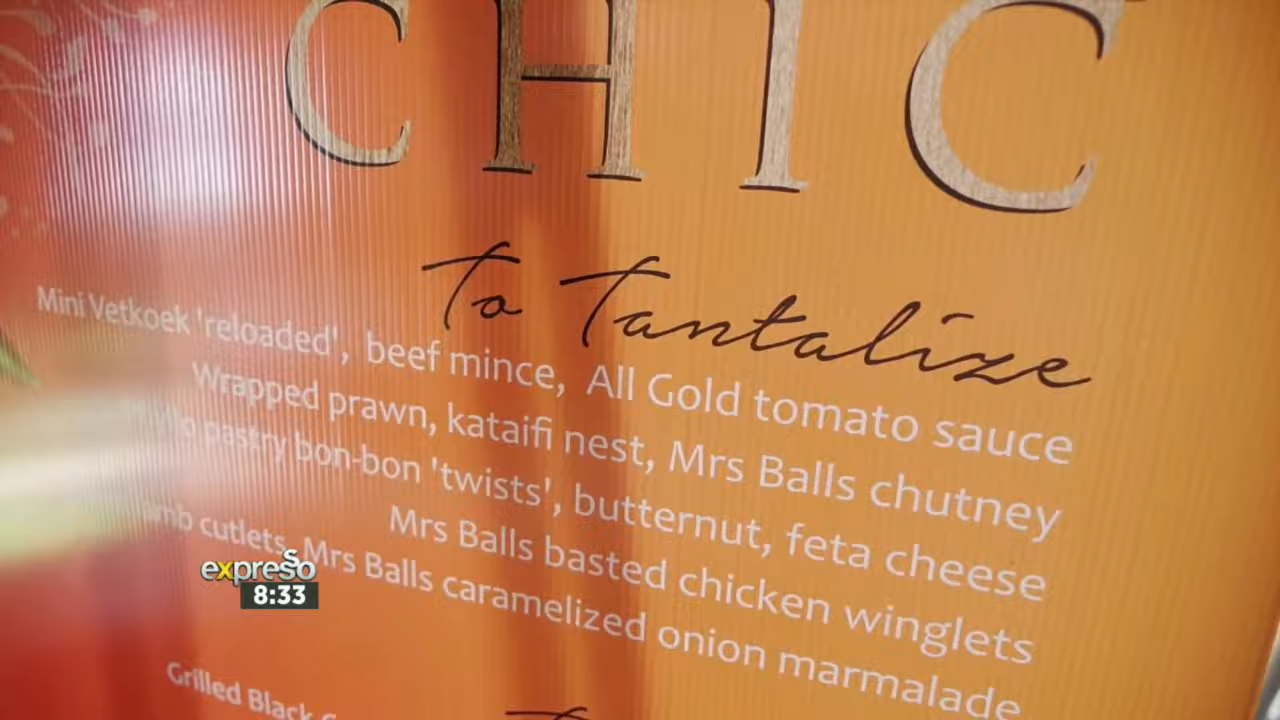 CHIC
To Tantalize
Mini Vetkoek 'reloaded', beef mince, All Gold tomato sauce
Wrapped prawn, kataifi nest, Mrs Balls chutney
pastry bon-bon 'twists', butternut, feta cheese
Mrs Balls basted chicken winglets
cutlets, Mrs Balls caramelized onion marmalade
expresso
8:33
Grilled Black